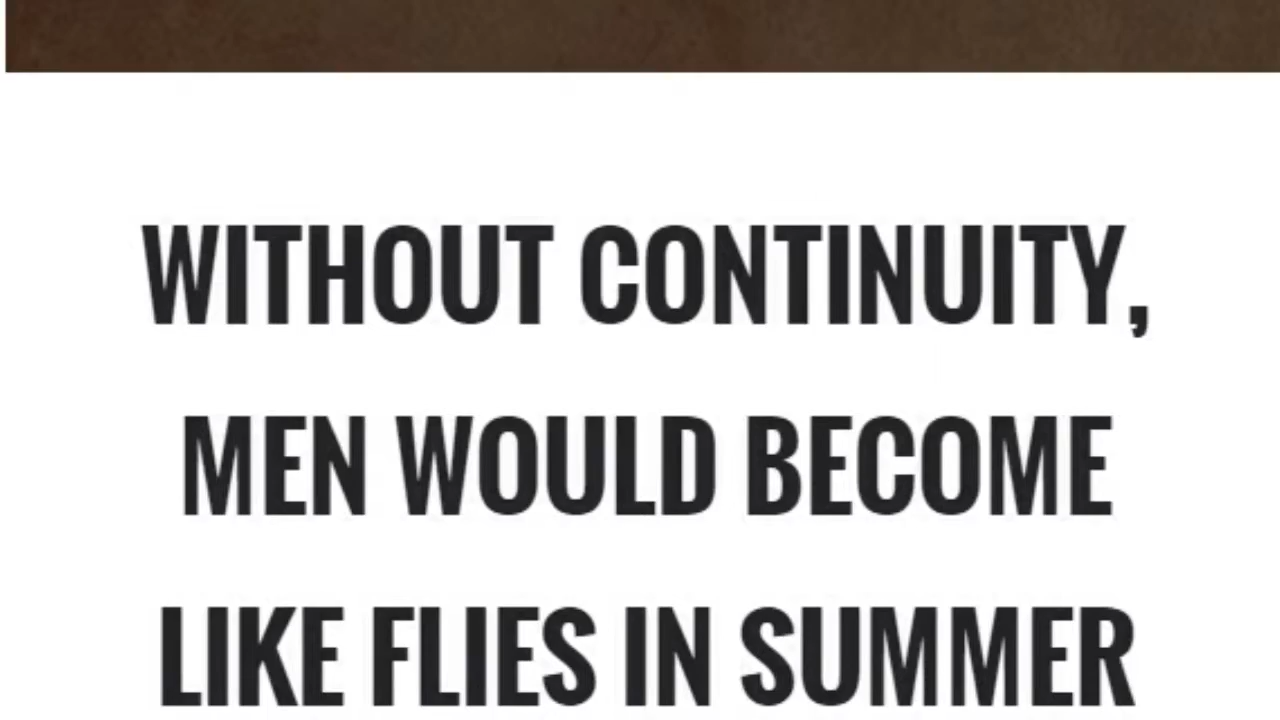 WITHOUT CONTINUITY,
MEN WOULD BECOME
LIKE FLIES IN SUMMER